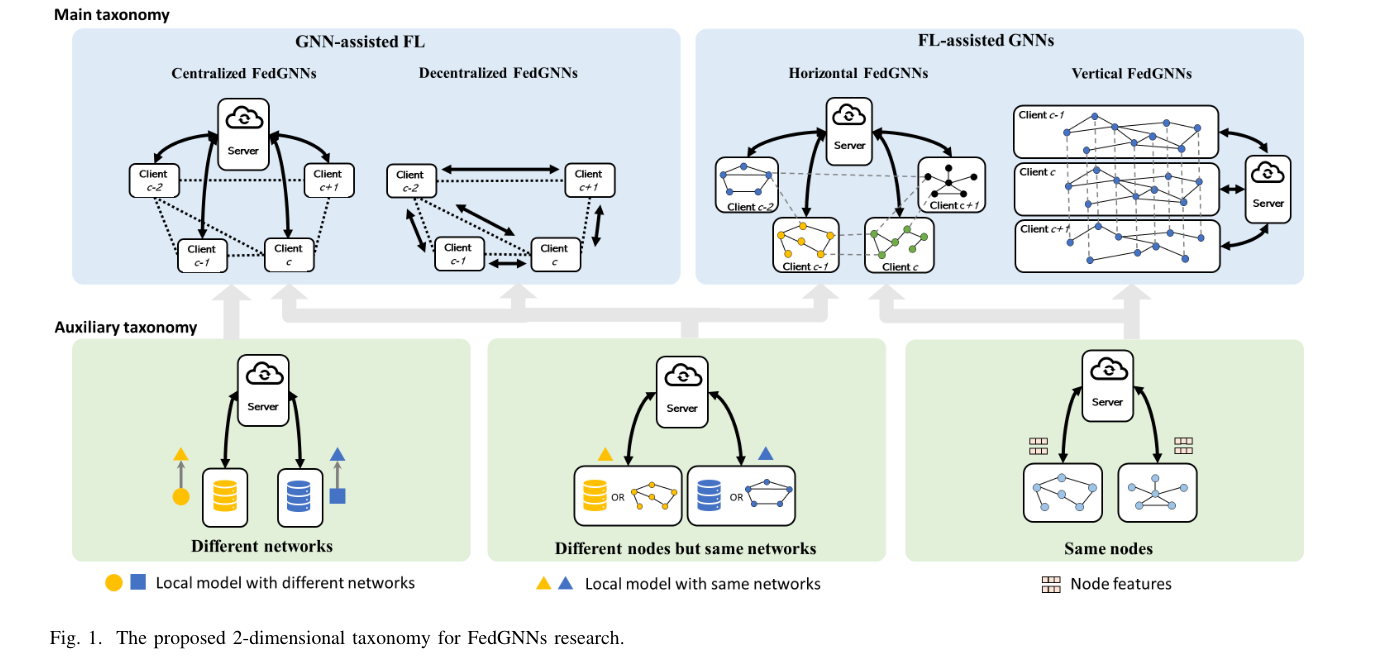 Main taxonomy
GNN-assisted FL
Centralized FedGNNs
Decentralized FedGNNs
Server
Client
c-2
Client
c+1
Client
c-1
Client
c
Client
c-2
Client
c+1
Client
c-1
Client
c
FL-assisted GNNs
Horizontal FedGNNs
Vertical FedGNNs
Server
Client c-2
Client c+1
Client c-1
Client c
Client c-1
Client c
Client c+1
Server
Auxiliary taxonomy
Server
Different networks
Server
OR
OR
Different nodes but same networks
Server
Same nodes
Local model with different networks
Local model with same networks
Node features
Fig. 1. The proposed 2-dimensional taxonomy for FedGNNs research.